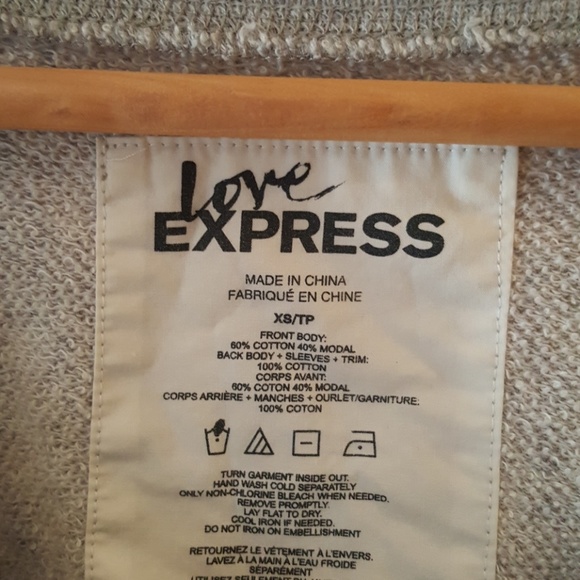 Love
EXPRESS
MADE IN CHINA
FABRIQUÉ EN CHINE
XS/TP
FRONT BODY:
60% COTTON 40% MODAL
BACK BODY + SLEEVES + TRIM:
100% COTTON
CORPS AVANT:
60% COTON 40% MODAL
CORPS ARRIÈRE + MANCHES + OURLET/GARNITURE:
100% COTON
TURN GARMENT INSIDE OUT.
HAND WASH COLD SEPARATELY
ONLY NON-CHLORINE BLEACH WHEN NEEDED.
REMOVE PROMPTLY.
LAY FLAT TO DRY.
COOL IRON IF NEEDED.
DO NOT IRON ON EMBELLISHMENT
RETOURNEZ LE VÊTEMENT À L'ENVERS.
LAVEZ À LA MAIN À L'EAU FROIDE
SÉPARÉMENT